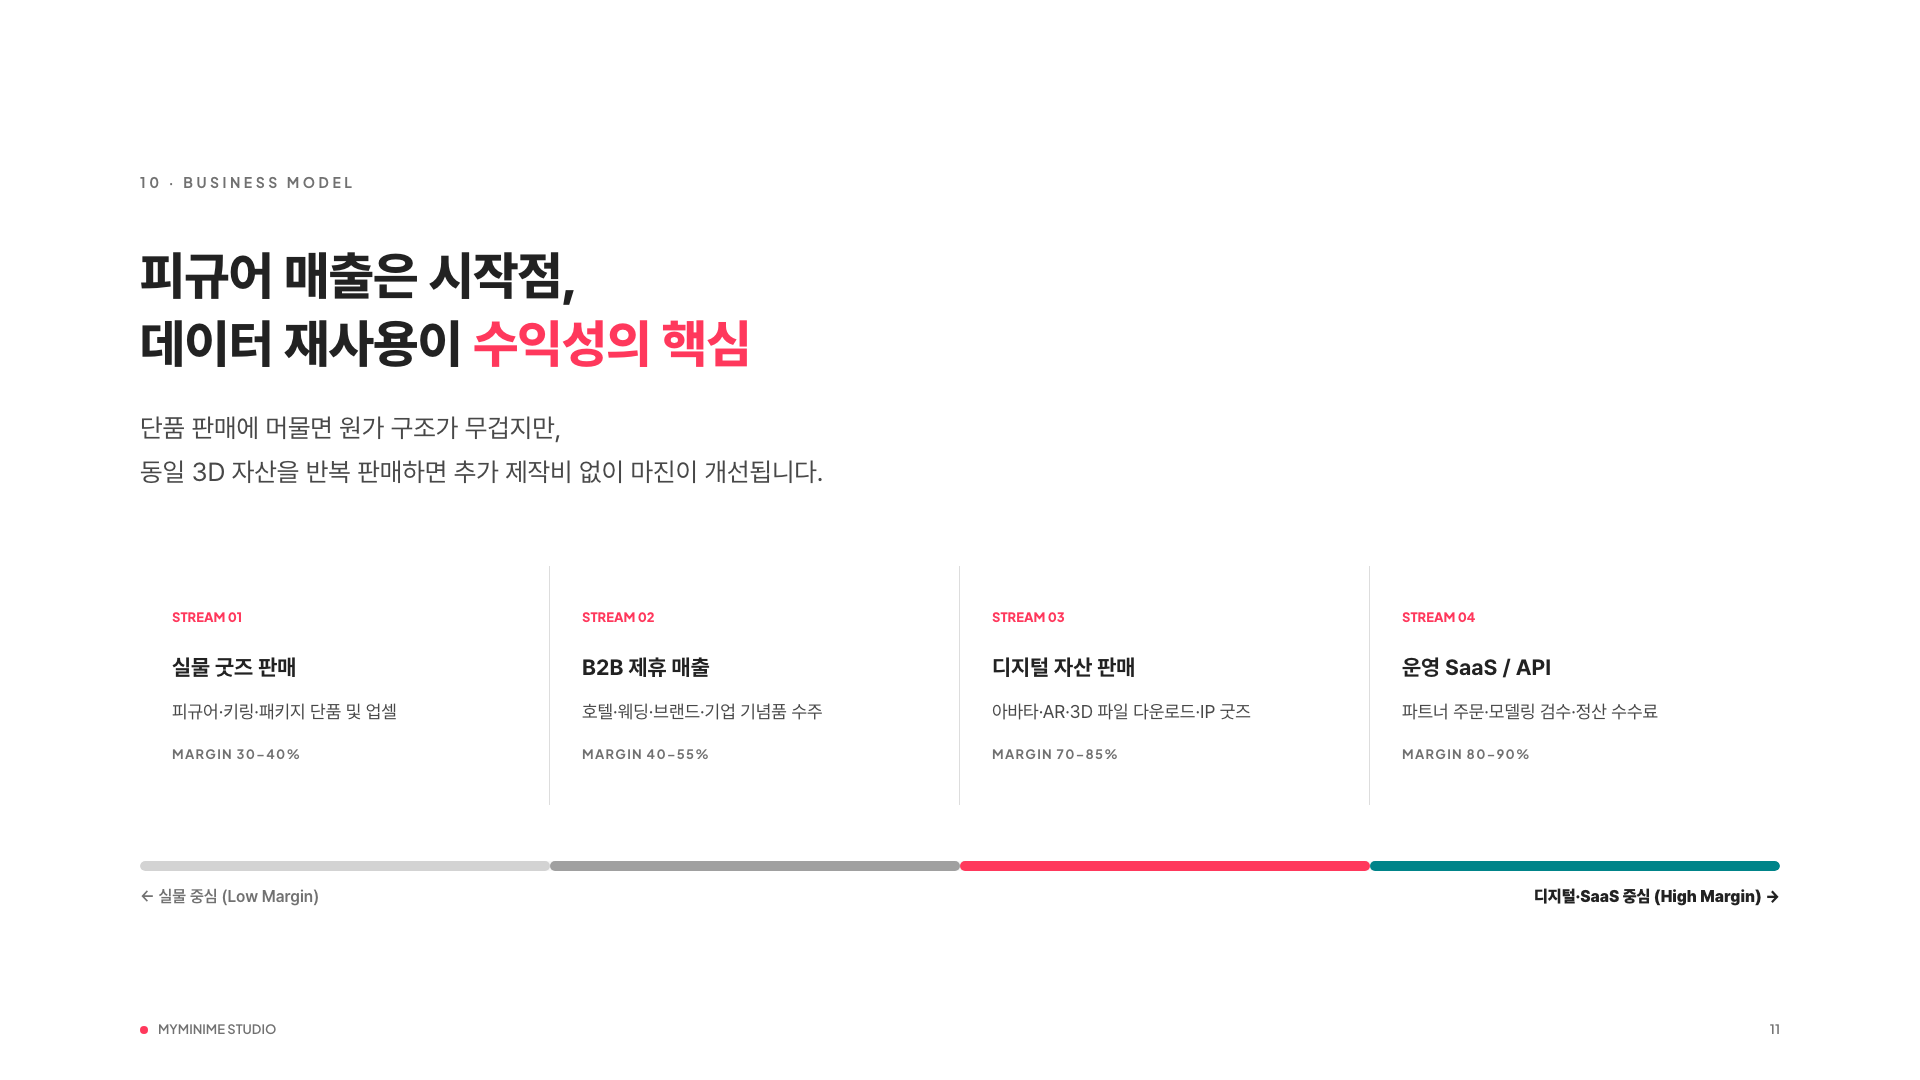 10 · BUSINESS MODEL
피규어 매출은 시작점,
데이터 재사용이 수익성의 핵심
단품 판매에 머물면 원가 구조가 무겁지만,
동일 3D 자산을 반복 판매하면 추가 제작비 없이 마진이 개선됩니다.
STREAM 01
실물 굿즈 판매
피규어·키링·패키지 단품 및 업셀
MARGIN 30–40%
STREAM 02
B2B 제휴 매출
호텔·웨딩·브랜드·기업 기념품 수주
MARGIN 40–55%
STREAM 03
디지털 자산 판매
아바타·AR·3D 파일 다운로드·IP 굿즈
MARGIN 70–85%
STREAM 04
운영 SaaS / API
파트너 주문·모델링 검수·정산 수수료
MARGIN 80–90%
← 실물 중심 (Low Margin)
디지털·SaaS 중심 (High Margin) →
MYMINIME STUDIO
11